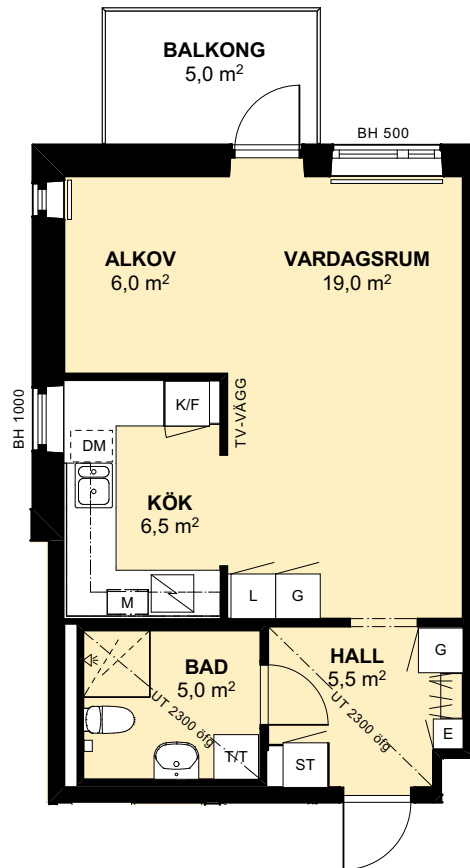 BALKONG
5,0 m²
BH 500
ALKOV
6,0 m²
VARDAGSRUM
19,0 m²
BH 1000
K/F
TV-VÄGG
DM
KÖK
6,5 m²
M
L
G
BAD
5,0 m²
UT 2300 öfg
T/T
HALL
5,5 m²
UT 2300 öfg
G
E
ST